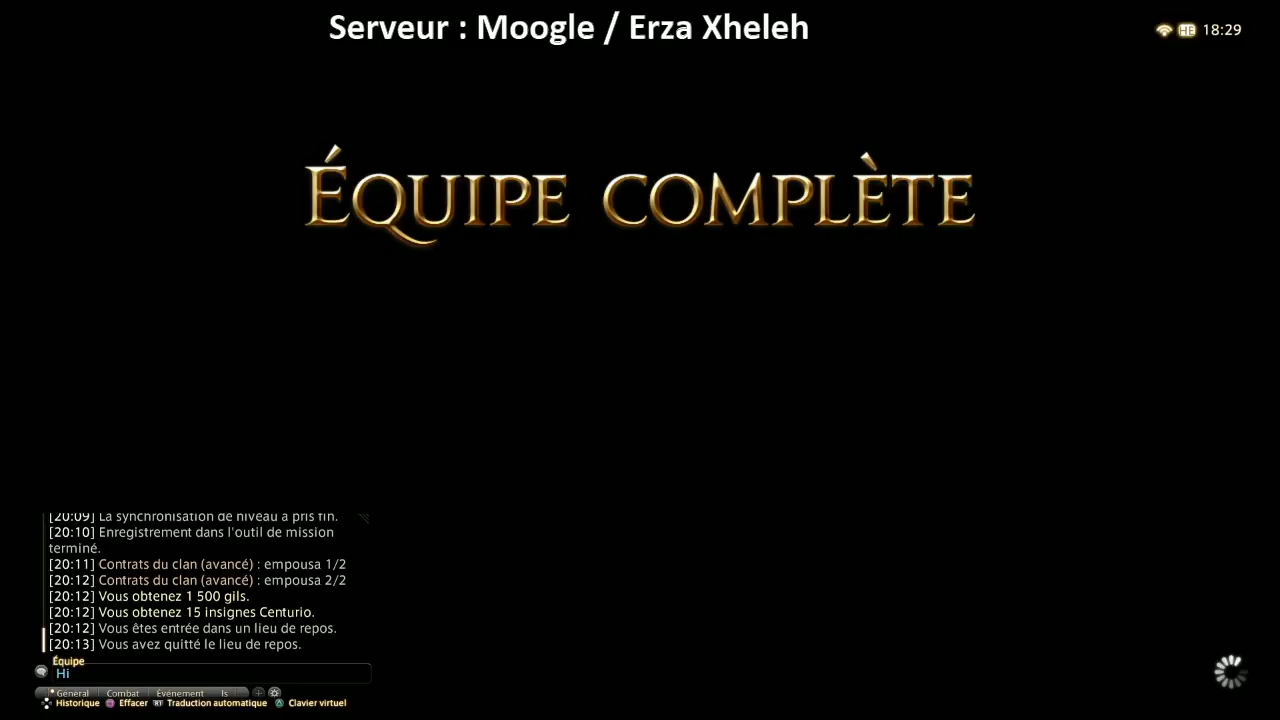 Serveur : Moogle / Erza Xheleh
HE 18:29
Équipe complète
[20:09] La synchronisation de niveau a pris fin.
[20:10] Enregistrement dans l'outil de mission
terminé.
[20:11] Contrats du clan (avancé) : empousa 1/2
[20:12] Contrats du clan (avancé) : empousa 2/2
[20:12] Vous obtenez 1 500 gils.
[20:12] Vous obtenez 15 insignes Centurio.
[20:12] Vous êtes entrée dans un lieu de repos.
[20:13] Vous avez quitté le lieu de repos.
Équipe
Hi
Général Combat Événement ls
Historique Effacer R1 Traduction automatique Clavier virtuel